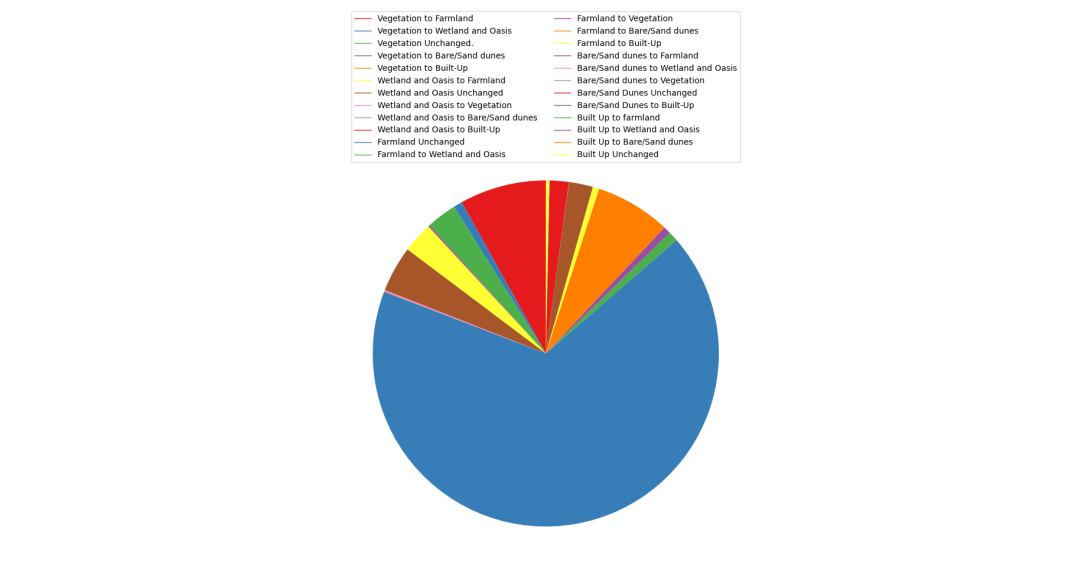 Vegetation to Farmland
Vegetation to Wetland and Oasis
Vegetation Unchanged.
Vegetation to Bare/Sand dunes
Vegetation to Built-Up
Wetland and Oasis to Farmland
Wetland and Oasis Unchanged
Wetland and Oasis to Vegetation
Wetland and Oasis to Bare/Sand dunes
Wetland and Oasis to Built-Up
Farmland Unchanged
Farmland to Wetland and Oasis
Farmland to Vegetation
Farmland to Bare/Sand dunes
Farmland to Built-Up
Bare/Sand dunes to Farmland
Bare/Sand dunes to Wetland and Oasis
Bare/Sand dunes to Vegetation
Bare/Sand Dunes Unchanged
Bare/Sand Dunes to Built-Up
Built Up to farmland
Built Up to Wetland and Oasis
Built Up to Bare/Sand dunes
Built Up Unchanged